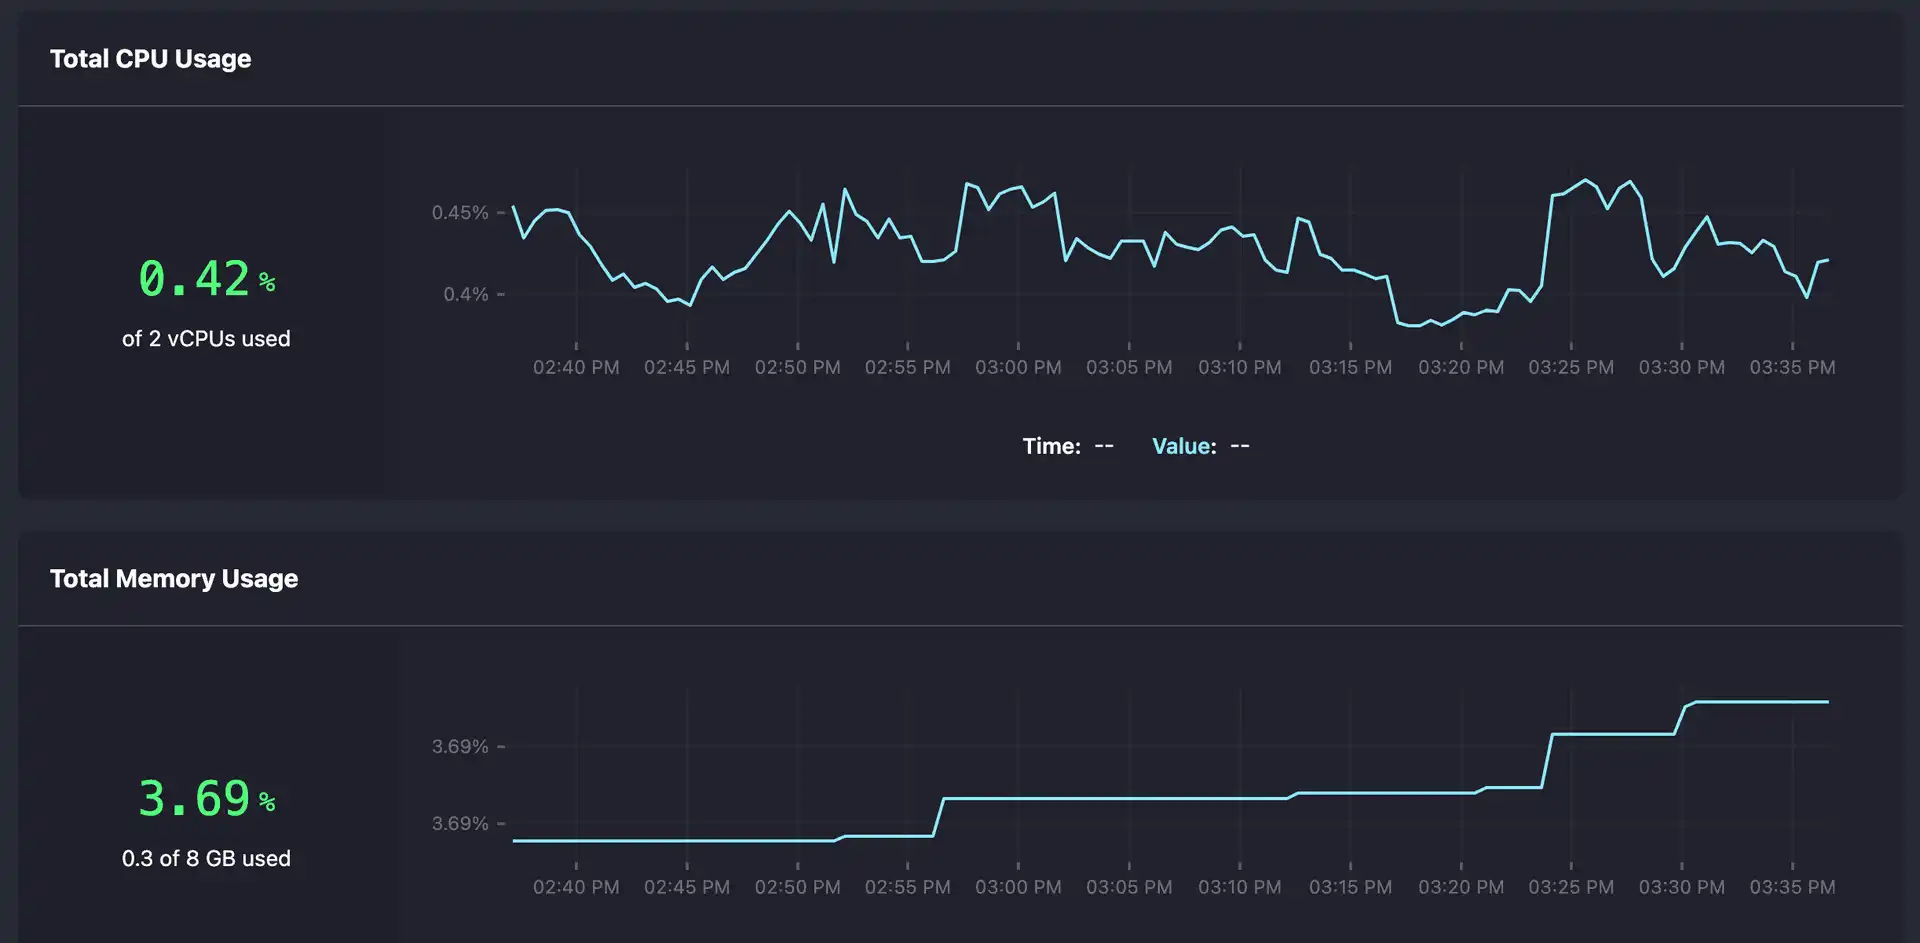 Total CPU Usage
0.45%
0.42%
0.4%
of 2 vCPUs used
02:40 PM 02:45 PM 02:50 PM 02:55 PM 03:00 PM 03:05 PM 03:10 PM 03:15 PM 03:20 PM 03:25 PM 03:30 PM 03:35 PM
Time: -- Value: --
Total Memory Usage
3.69%
3.69%
3.69%
0.3 of 8 GB used
02:40 PM 02:45 PM 02:50 PM 02:55 PM 03:00 PM 03:05 PM 03:10 PM 03:15 PM 03:20 PM 03:25 PM 03:30 PM 03:35 PM